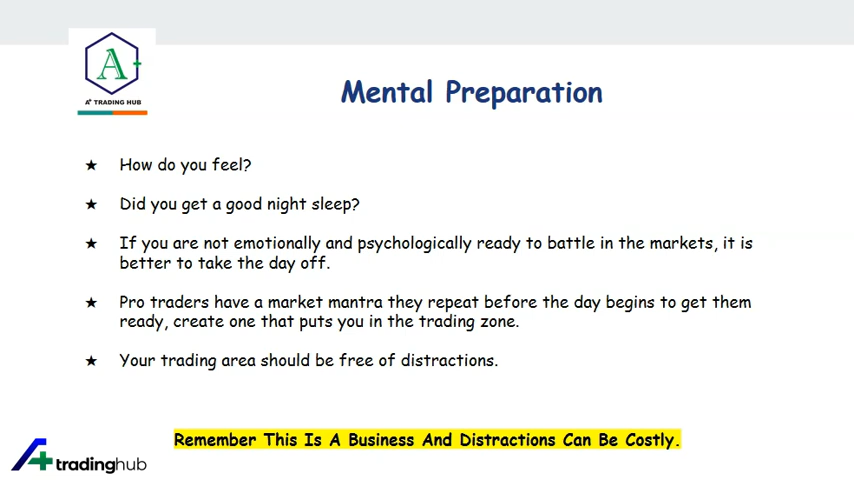 A+
A+ TRADING HUB
Mental Preparation
★ How do you feel?
★ Did you get a good night sleep?
★ If you are not emotionally and psychologically ready to battle in the markets, it is
better to take the day off.
★ Pro traders have a market mantra they repeat before the day begins to get them
ready, create one that puts you in the trading zone.
★ Your trading area should be free of distractions.
Remember This Is A Business And Distractions Can Be Costly.
A+ tradinghub